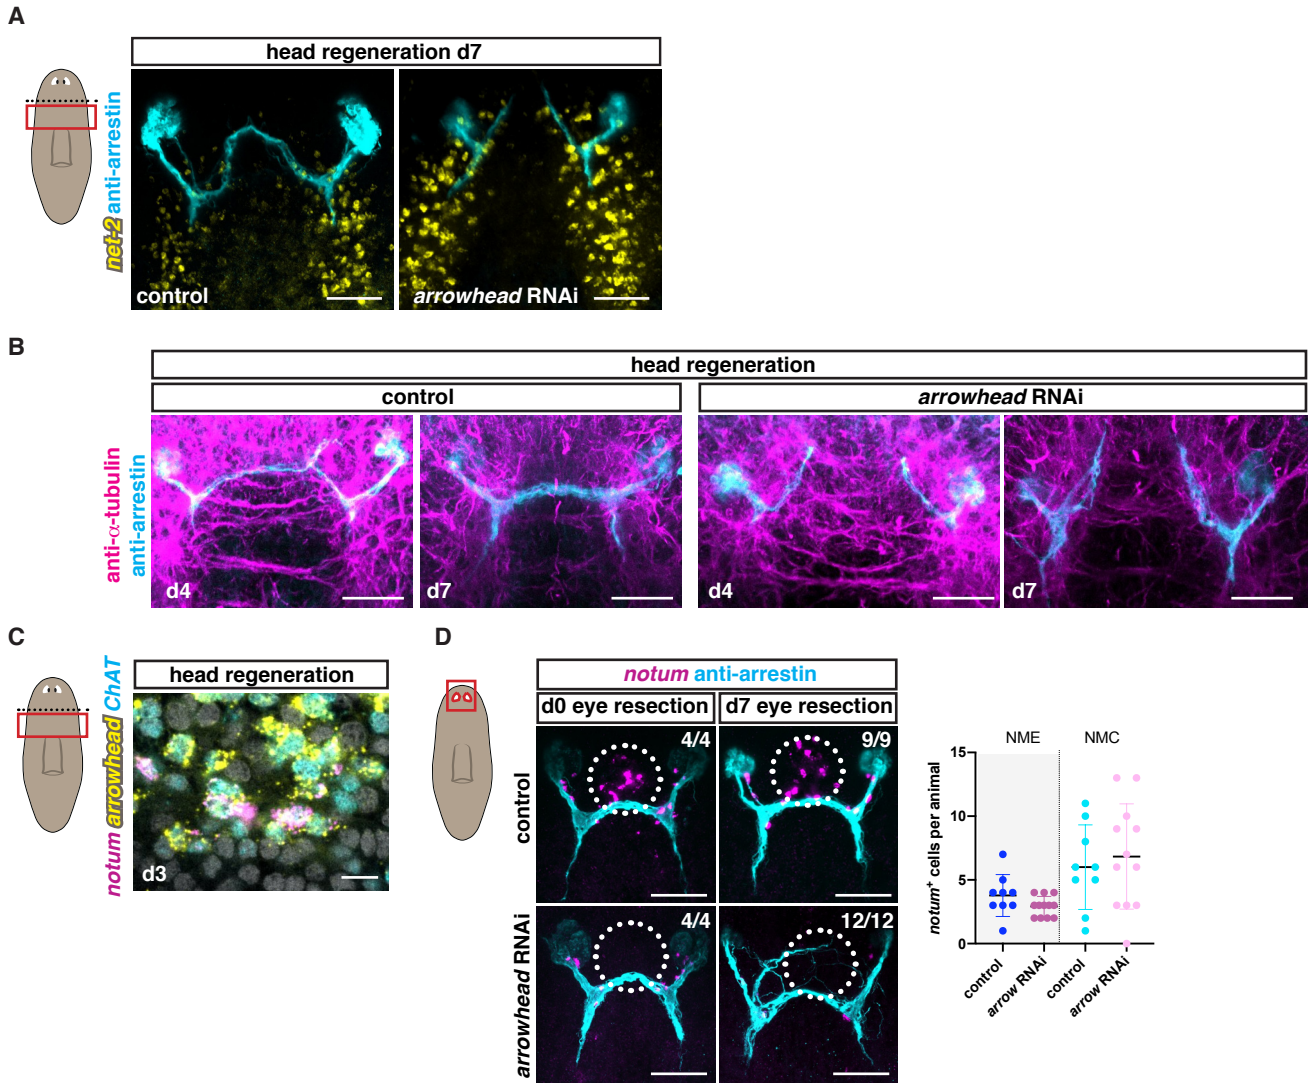 A
head regeneration d7
net-2 anti-arrestin
control
arrowhead RNAi
B
head regeneration
control
arrowhead RNAi
anti-α-tubulin
anti-arrestin
d4
d7
d4
d7
C
head regeneration
notum arrowhead ChAT
d3
D
notum anti-arrestin
d0 eye resection
d7 eye resection
control
4/4
9/9
arrowhead RNAi
4/4
12/12
NME
NMC
notum+ cells per animal
15
10
5
0
control
arrow RNAi
control
arrow RNAi